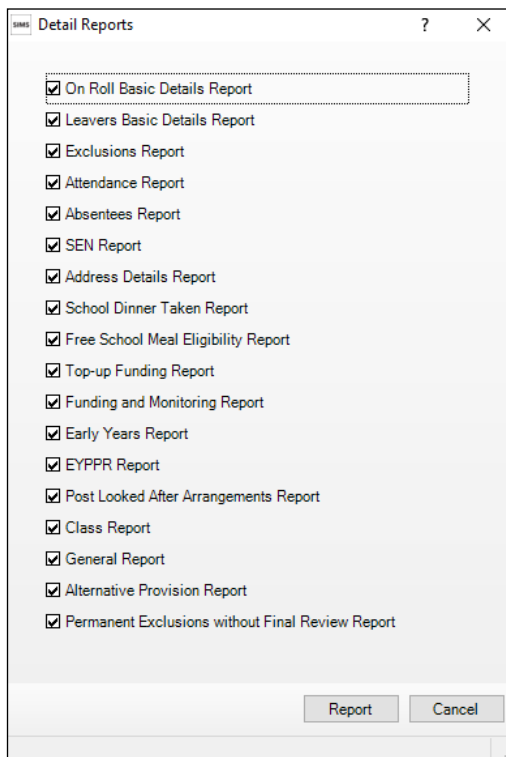 SIMS Detail Reports ?
On Roll Basic Details Report
Leavers Basic Details Report
Exclusions Report
Attendance Report
Absentees Report
SEN Report
Address Details Report
School Dinner Taken Report
Free School Meal Eligibility Report
Top-up Funding Report
Funding and Monitoring Report
Early Years Report
EYPPR Report
Post Looked After Arrangements Report
Class Report
General Report
Alternative Provision Report
Permanent Exclusions without Final Review Report
Report Cancel